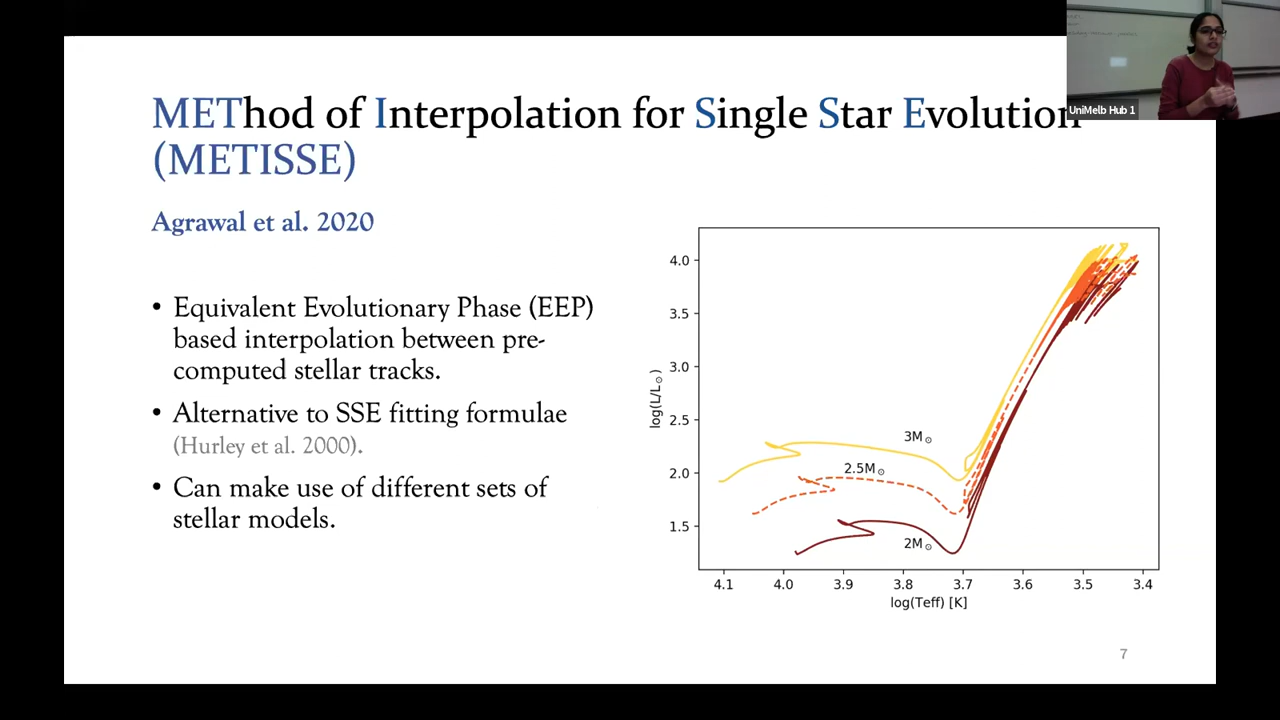 METhod of Interpolation for Single Star Evolution
(METISSE)
UniMelb Hub 1
Agrawal et al. 2020
• Equivalent Evolutionary Phase (EEP)
based interpolation between pre-
computed stellar tracks.
• Alternative to SSE fitting formulae
(Hurley et al. 2000).
• Can make use of different sets of
stellar models.
log(L/L⊙)
4.0
3.5
3.0
2.5
2.0
1.5
3M⊙
2.5M⊙
2M⊙
4.1 4.0 3.9 3.8 3.7 3.6 3.5 3.4
log(Teff) [K]
7